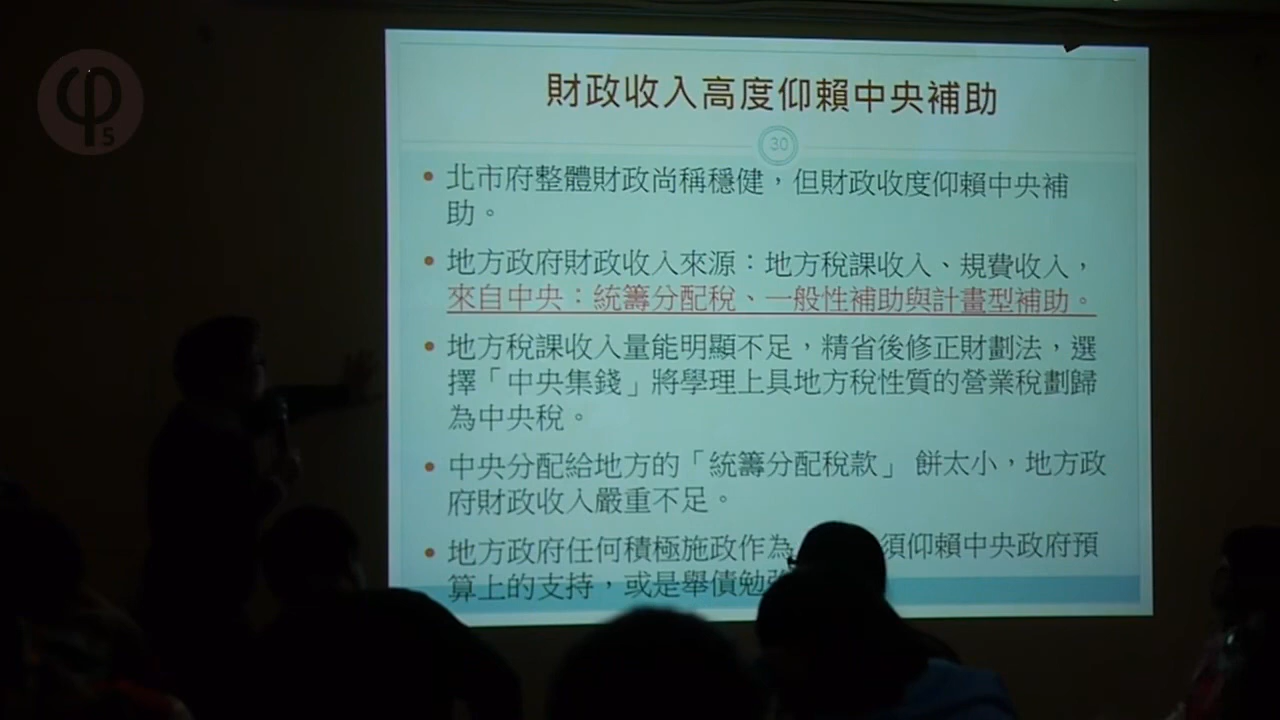 φ5
財政收入高度仰賴中央補助
30
• 北市府整體財政尚稱穩健，但財政收度仰賴中央補
助。
• 地方政府財政收入來源：地方稅課收入、規費收入，
來自中央：統籌分配稅、一般性補助與計畫型補助。
• 地方稅課收入量能明顯不足，精省後修正財劃法，選
擇「中央集錢」將學理上具地方稅性質的營業稅劃歸
為中央稅。
• 中央分配給地方的「統籌分配稅款」 餅太小，地方政
府財政收入嚴重不足。
• 地方政府任何積極施政作為 須仰賴中央政府預
算上的支持，或是舉債勉